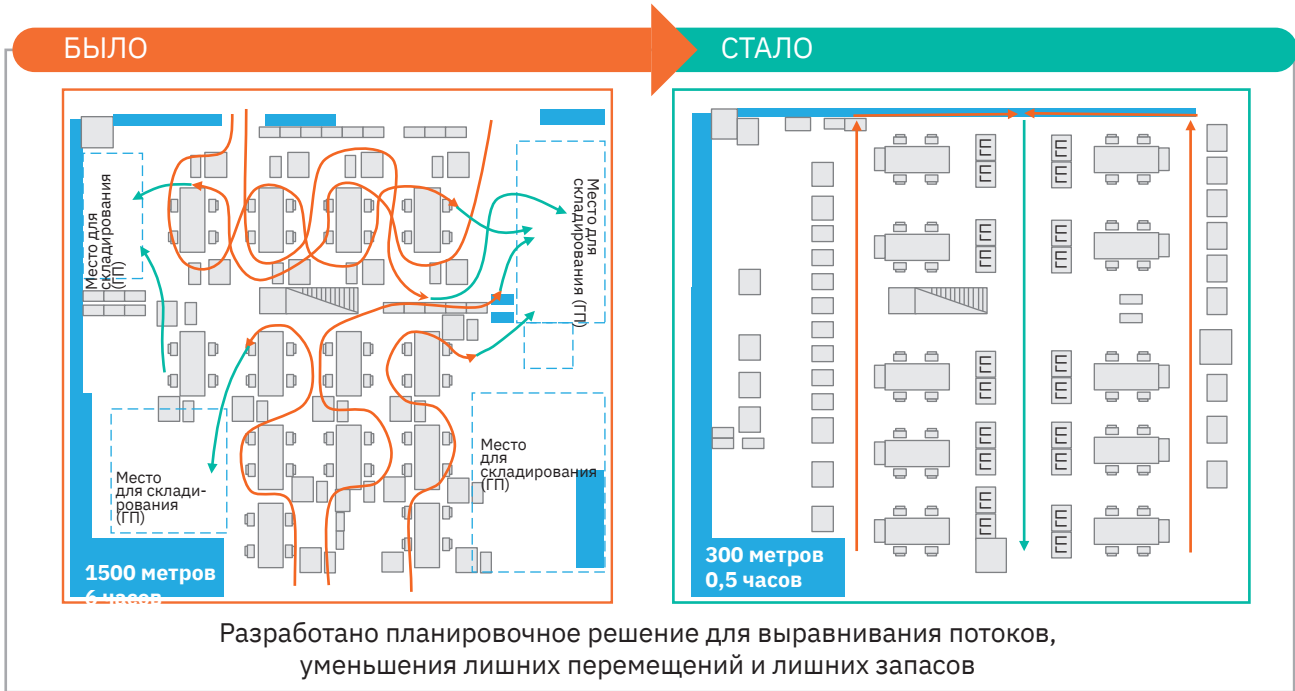 БЫЛО
СТАЛО
Место для
складирования
(ГП)
Место для
складирования (ГП)
Место
для склади-
рования
(ГП)
Место
для
складирования
(ГП)
1500 метров
6 часов
300 метров
0,5 часов
Разработано планировочное решение для выравнивания потоков,
уменьшения лишних перемещений и лишних запасов